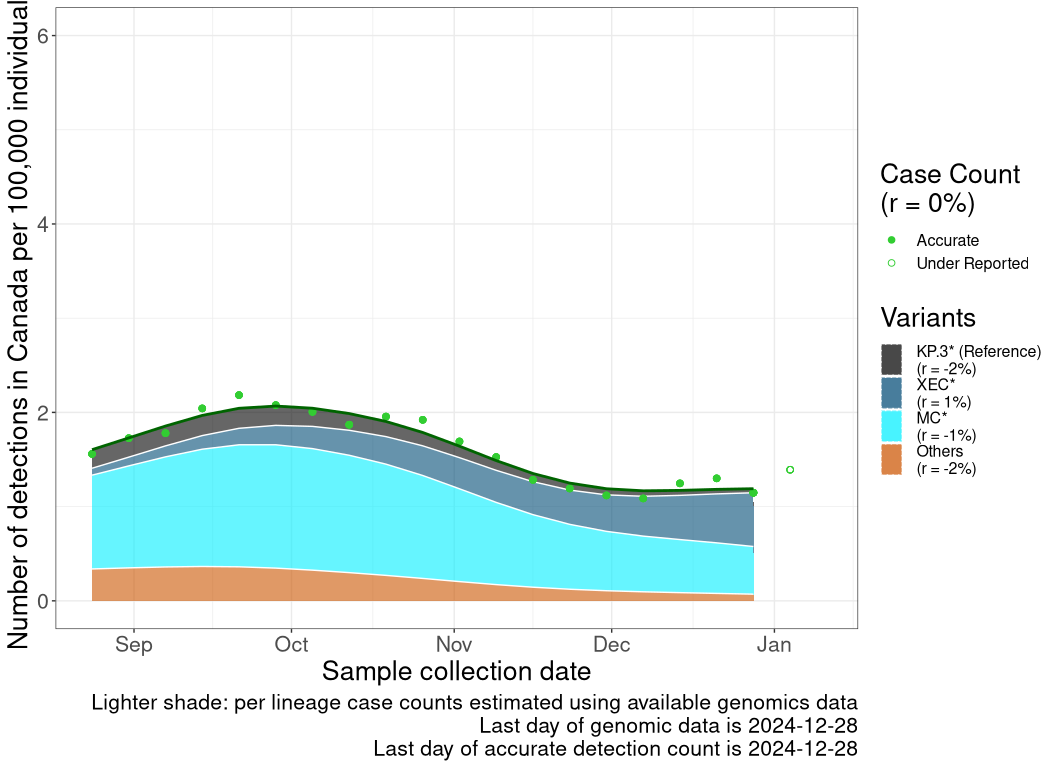 Number of detections in Canada per 100,000 individual
6
4
2
0
Sep Oct Nov Dec Jan
Sample collection date
Lighter shade: per lineage case counts estimated using available genomics data
Last day of genomic data is 2024-12-28
Last day of accurate detection count is 2024-12-28
Case Count
(r = 0%)
Accurate
Under Reported
Variants
KP.3* (Reference)
(r = -2%)
XEC*
(r = 1%)
MC*
(r = -1%)
Others
(r = -2%)